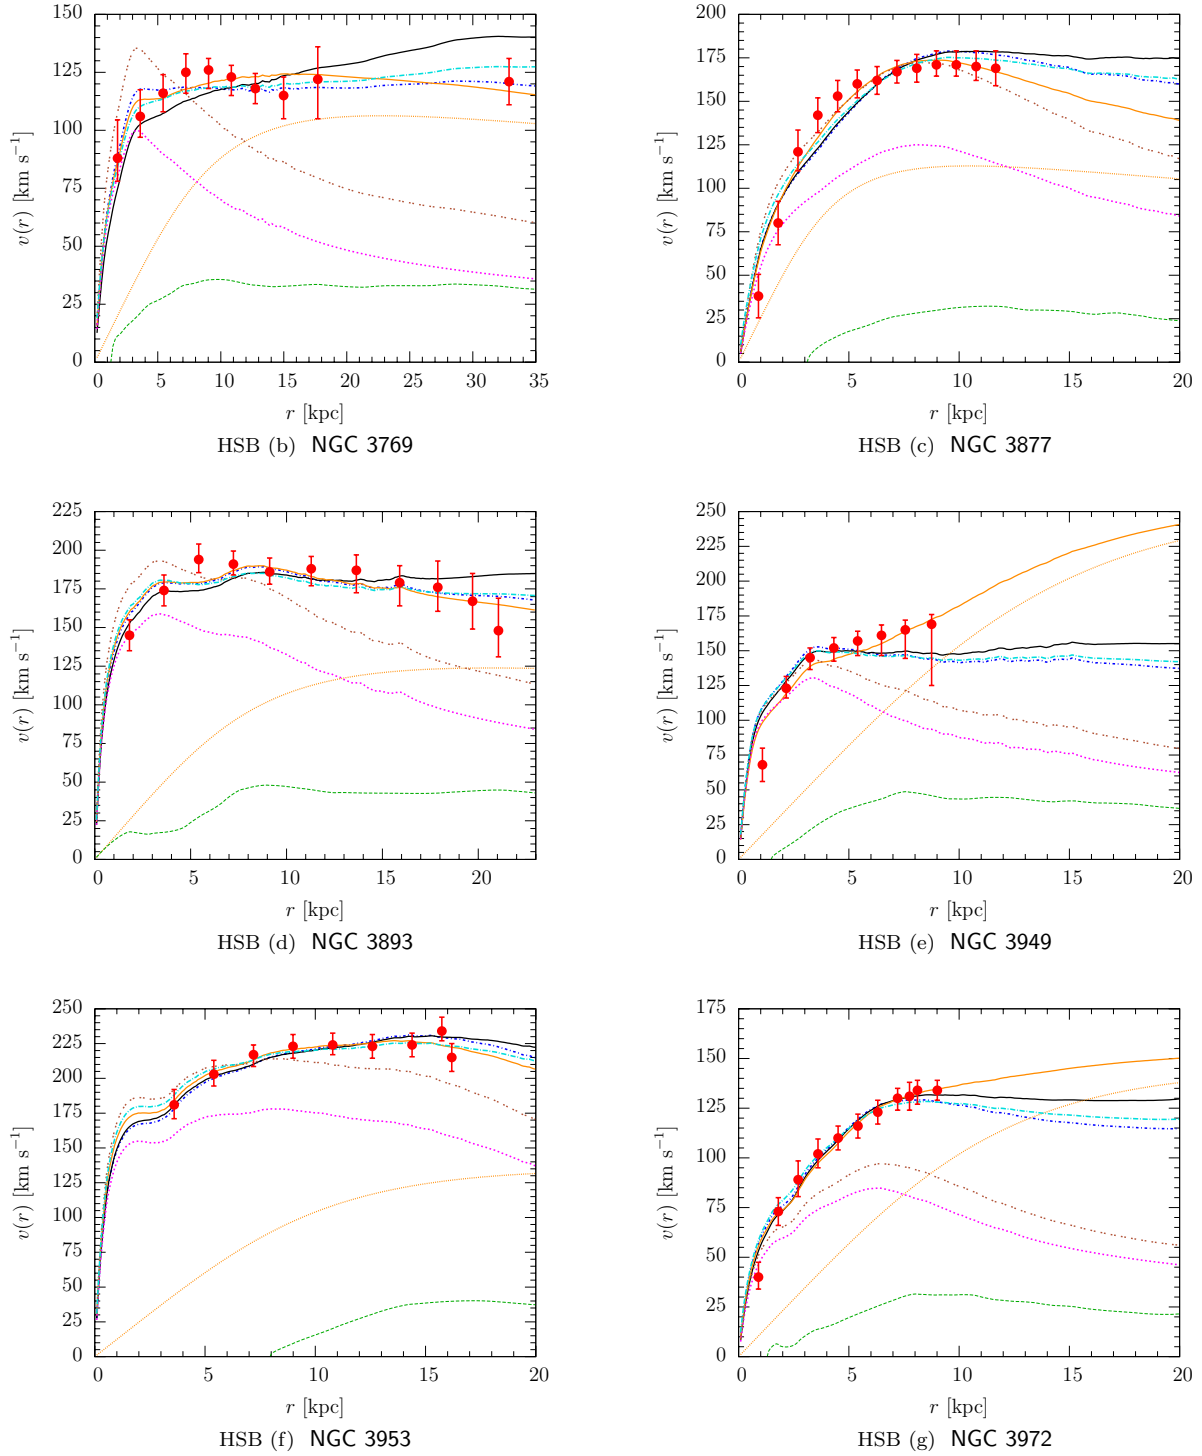 150
125
100
75
50
25
0
v(r) [km s⁻¹]
0 5 10 15 20 25 30 35
r [kpc]
HSB (b) NGC 3769
200
175
150
125
100
75
50
25
0
v(r) [km s⁻¹]
0 5 10 15 20
r [kpc]
HSB (c) NGC 3877
225
200
175
150
125
100
75
50
25
0
v(r) [km s⁻¹]
0 5 10 15 20
r [kpc]
HSB (d) NGC 3893
250
225
200
175
150
125
100
75
50
25
0
v(r) [km s⁻¹]
0 5 10 15 20
r [kpc]
HSB (e) NGC 3949
250
225
200
175
150
125
100
75
50
25
0
v(r) [km s⁻¹]
0 5 10 15 20
r [kpc]
HSB (f) NGC 3953
175
150
125
100
75
50
25
0
v(r) [km s⁻¹]
0 5 10 15 20
r [kpc]
HSB (g) NGC 3972